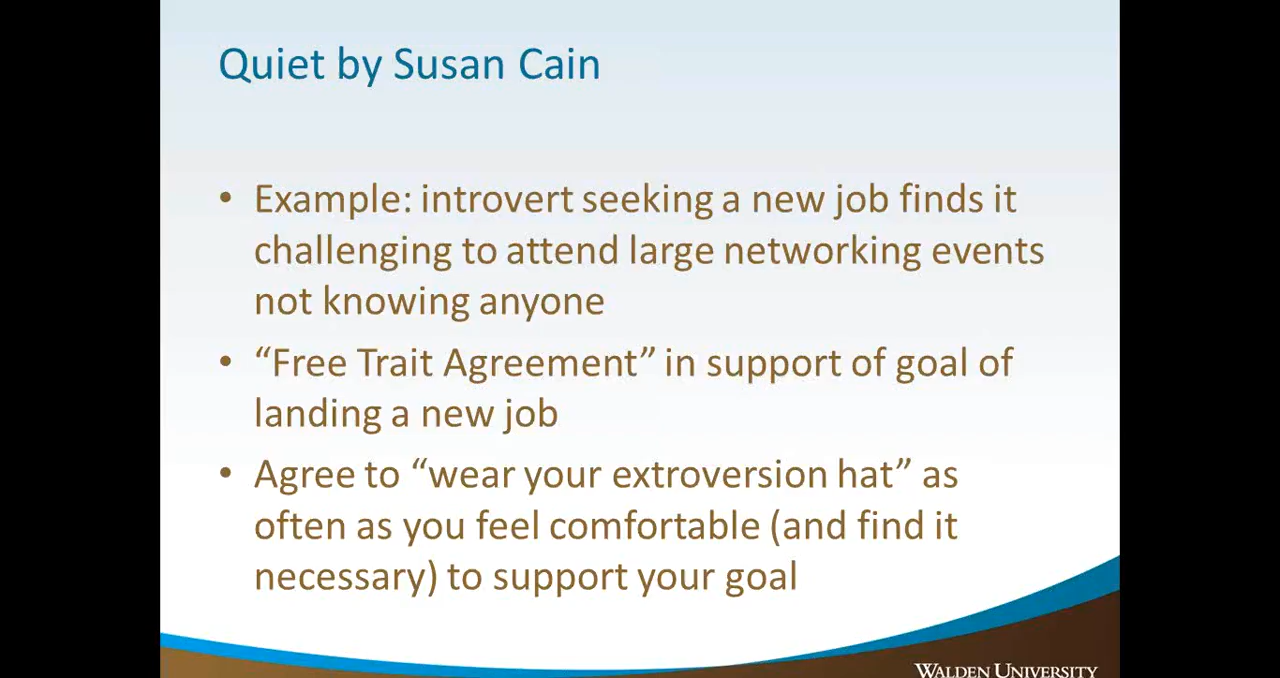 Quiet by Susan Cain
• Example: introvert seeking a new job finds it
challenging to attend large networking events
not knowing anyone
• “Free Trait Agreement” in support of goal of
landing a new job
• Agree to “wear your extroversion hat” as
often as you feel comfortable (and find it
necessary) to support your goal
WALDEN UNIVERSITY